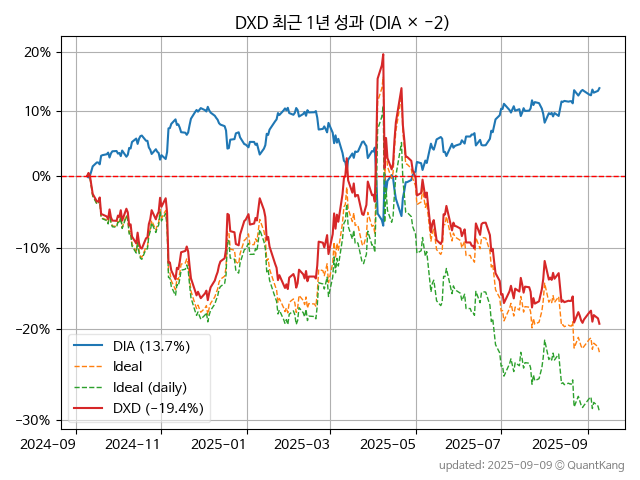 DXD 최근 1년 성과 (DIA × −2)
20%
10%
0%
−10%
−20%
−30%
DIA (13.7%)
Ideal
Ideal (daily)
DXD (−19.4%)
2024-09
2024-11
2025-01
2025-03
2025-05
2025-07
2025-09
updated: 2025-09-09 ⓒ QuantKang